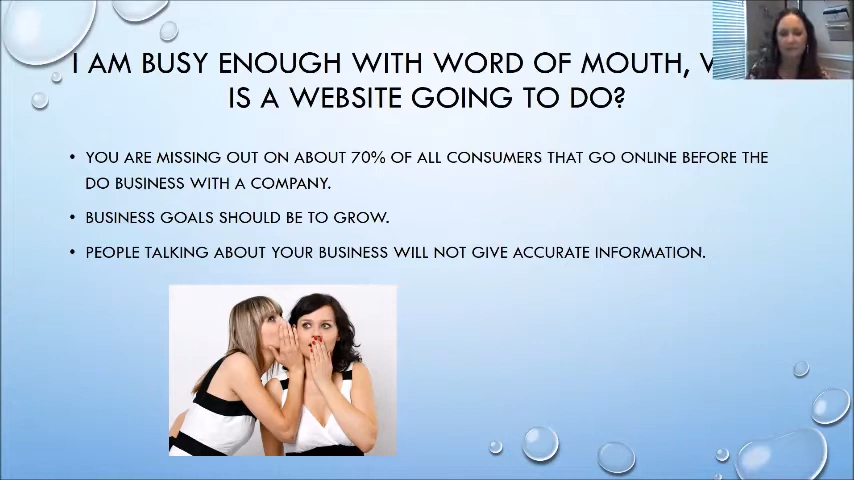 I AM BUSY ENOUGH WITH WORD OF MOUTH,
IS A WEBSITE GOING TO DO?
• YOU ARE MISSING OUT ON ABOUT 70% OF ALL CONSUMERS THAT GO ONLINE BEFORE THE
DO BUSINESS WITH A COMPANY.
• BUSINESS GOALS SHOULD BE TO GROW.
• PEOPLE TALKING ABOUT YOUR BUSINESS WILL NOT GIVE ACCURATE INFORMATION.